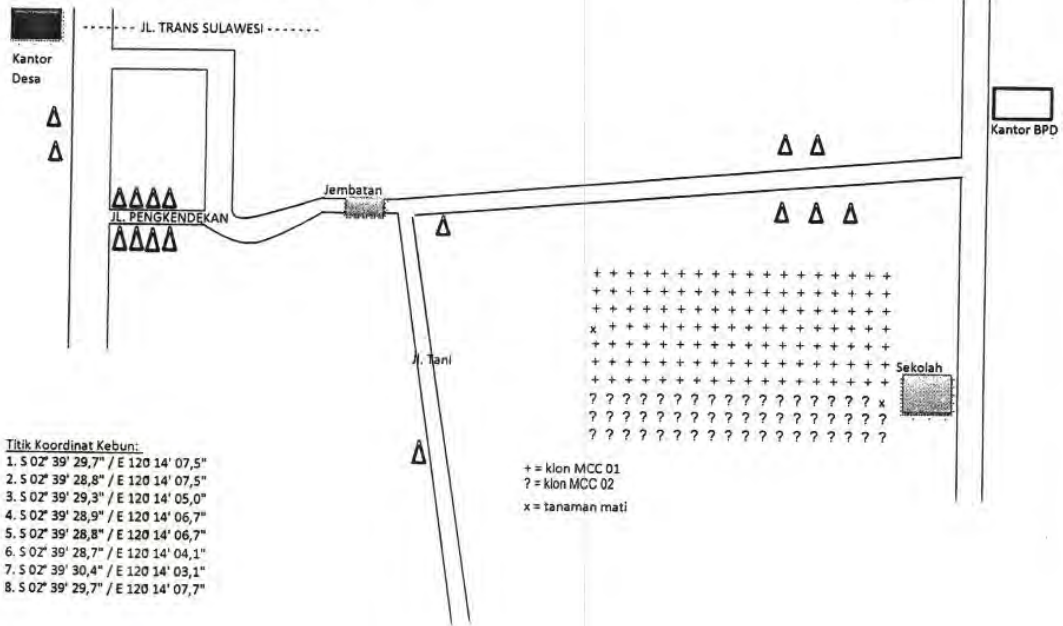 JL. TRANS SULAWESI
Kantor
Desa
Kantor BPD
Jembatan
JL. PENGKENDEKAN
+ + + + + + + + + + + + + + + + + +
+ + + + + + + + + + + + + + + + + +
+ + + + + + + + + + + + + + + + + +
x + + + + + + + + + + + + + + + + +
+ + + + + + + + + + + + + + + + + +
+ + + + + + + + + + + + + + + + + +
+ + + + + + + + + + + + + + + + + +
? ? ? ? ? ? ? ? ? ? ? ? ? ? ? ? ? x
? ? ? ? ? ? ? ? ? ? ? ? ? ? ? ? ? ?
? ? ? ? ? ? ? ? ? ? ? ? ? ? ? ? ? ?
Jl. Tani
Sekolah
Titik Koordinat Kebun:
1. S 02° 39' 29,7" / E 120 14' 07,5"
2. S 02° 39' 28,8" / E 120 14' 07,5"
3. S 02° 39' 29,3" / E 120 14' 05,0"
4. S 02° 39' 28,9" / E 120 14' 06,7"
5. S 02° 39' 28,8" / E 120 14' 06,7"
6. S 02° 39' 28,7" / E 120 14' 04,1"
7. S 02° 39' 30,4" / E 120 14' 03,1"
8. S 02° 39' 29,7" / E 120 14' 07,7"
+ = klon MCC 01
? = klon MCC 02
x = tanaman mati